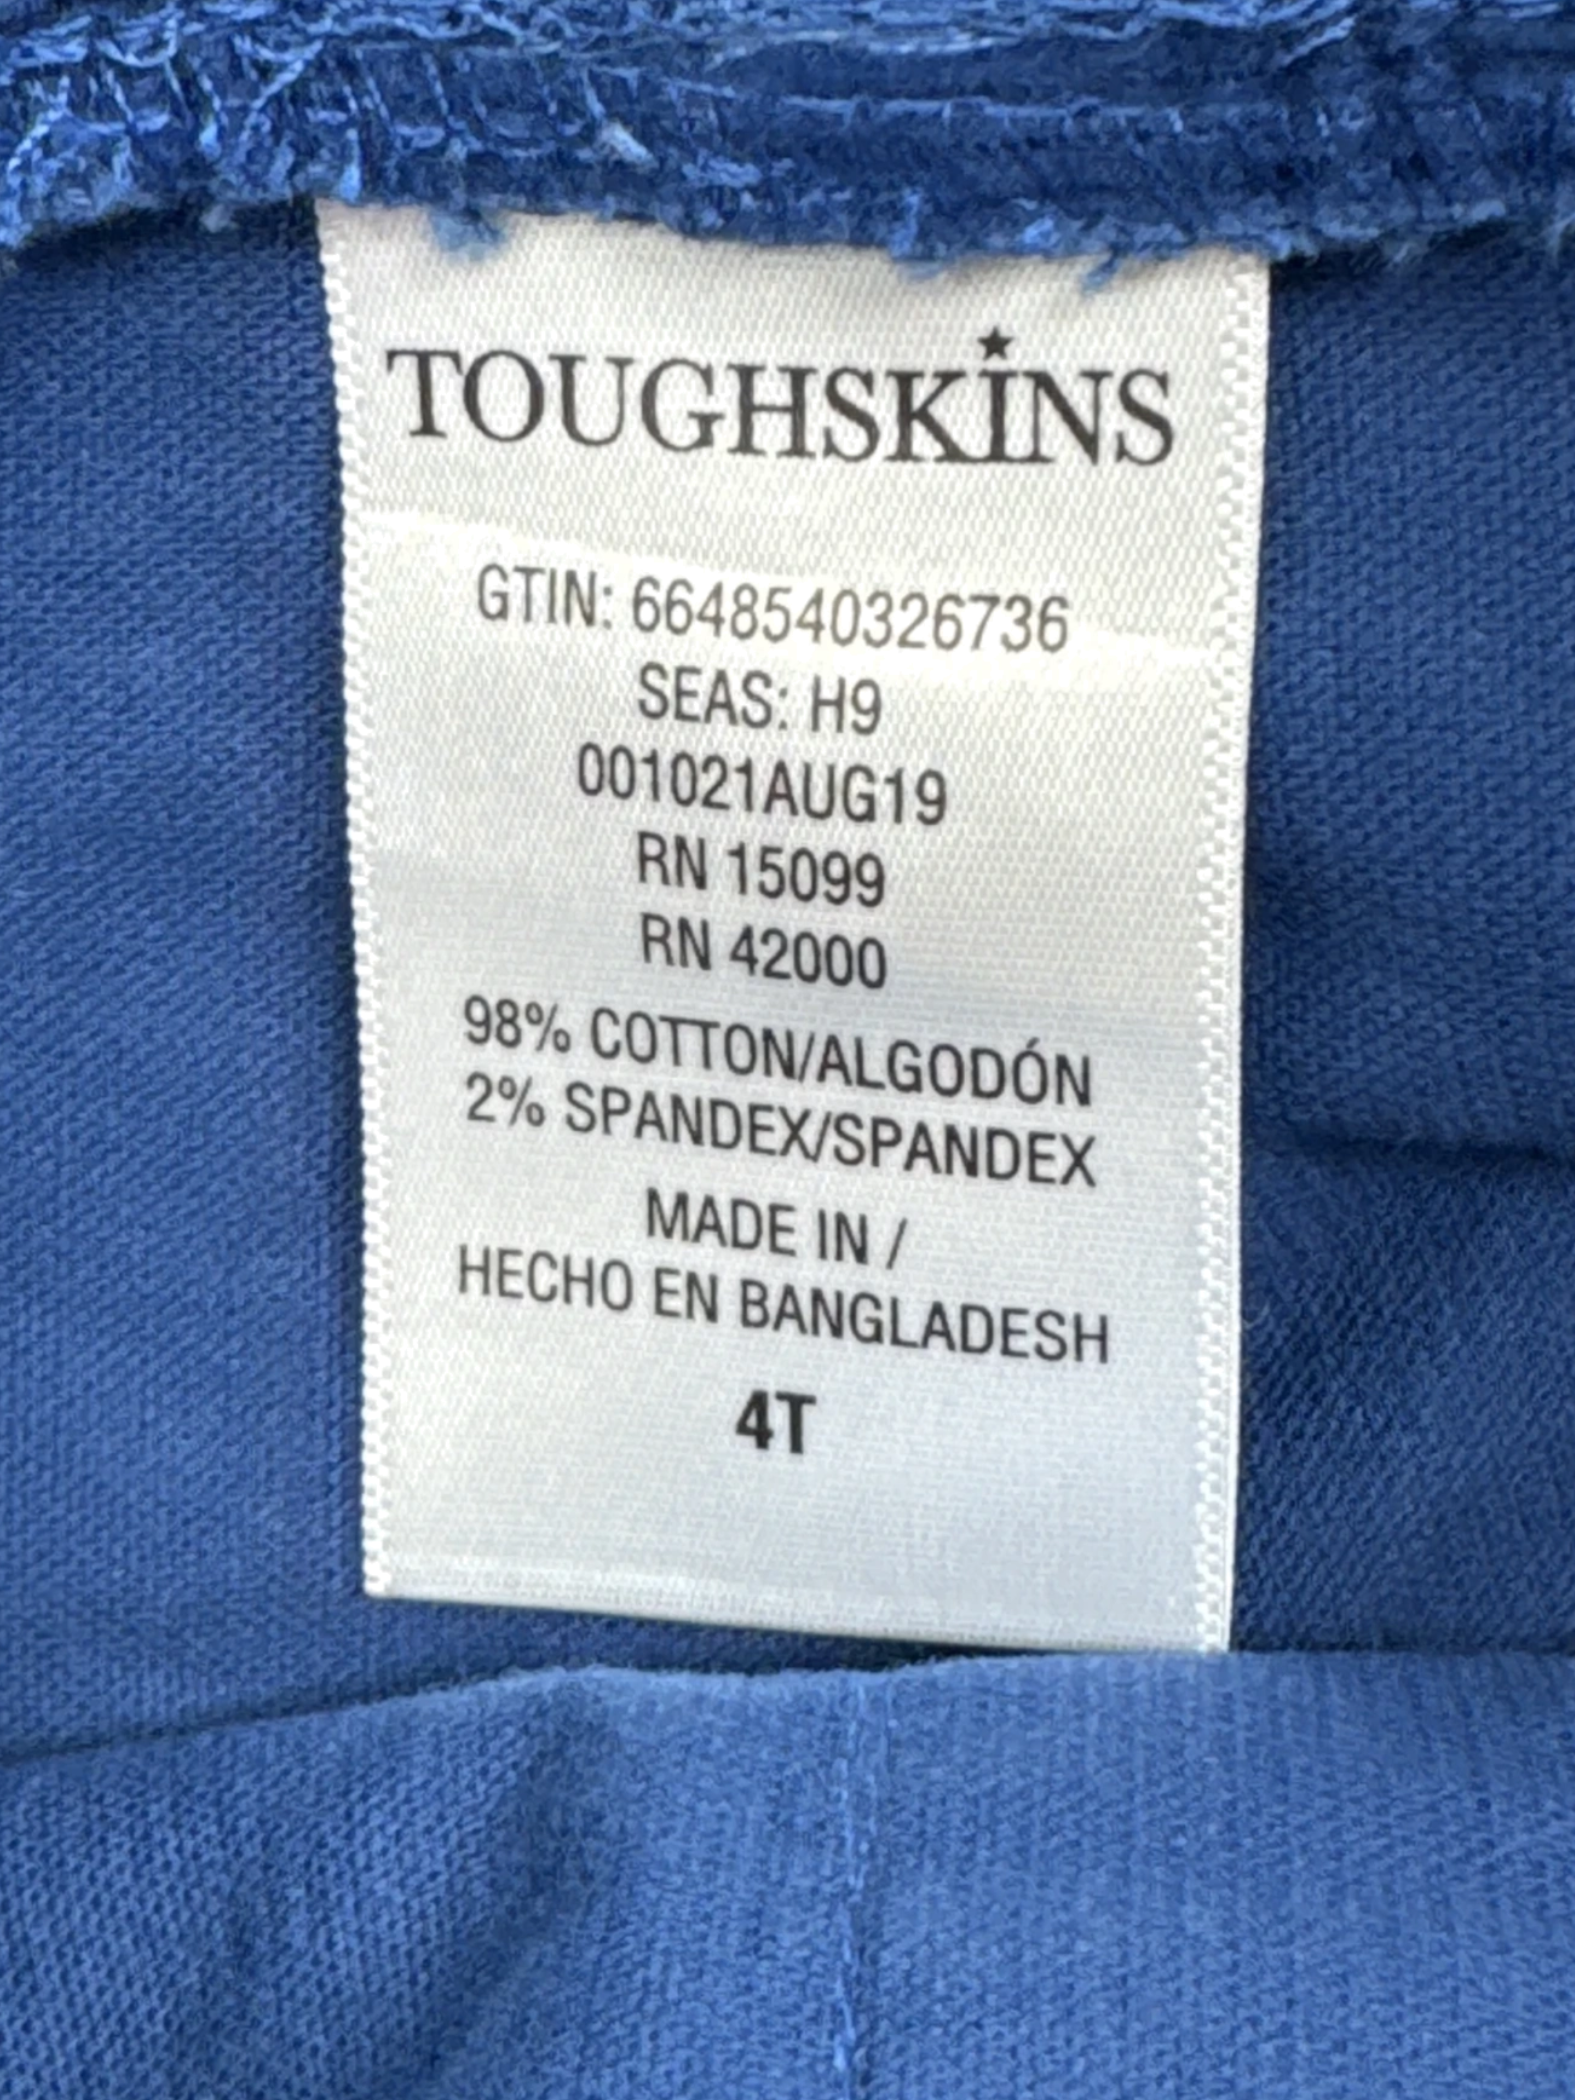 TOUGHSKINS
GTIN: 6648540326736
SEAS: H9
001021AUG19
RN 15099
RN 42000
98% COTTON/ALGODÓN
2% SPANDEX/SPANDEX
MADE IN /
HECHO EN BANGLADESH
4T